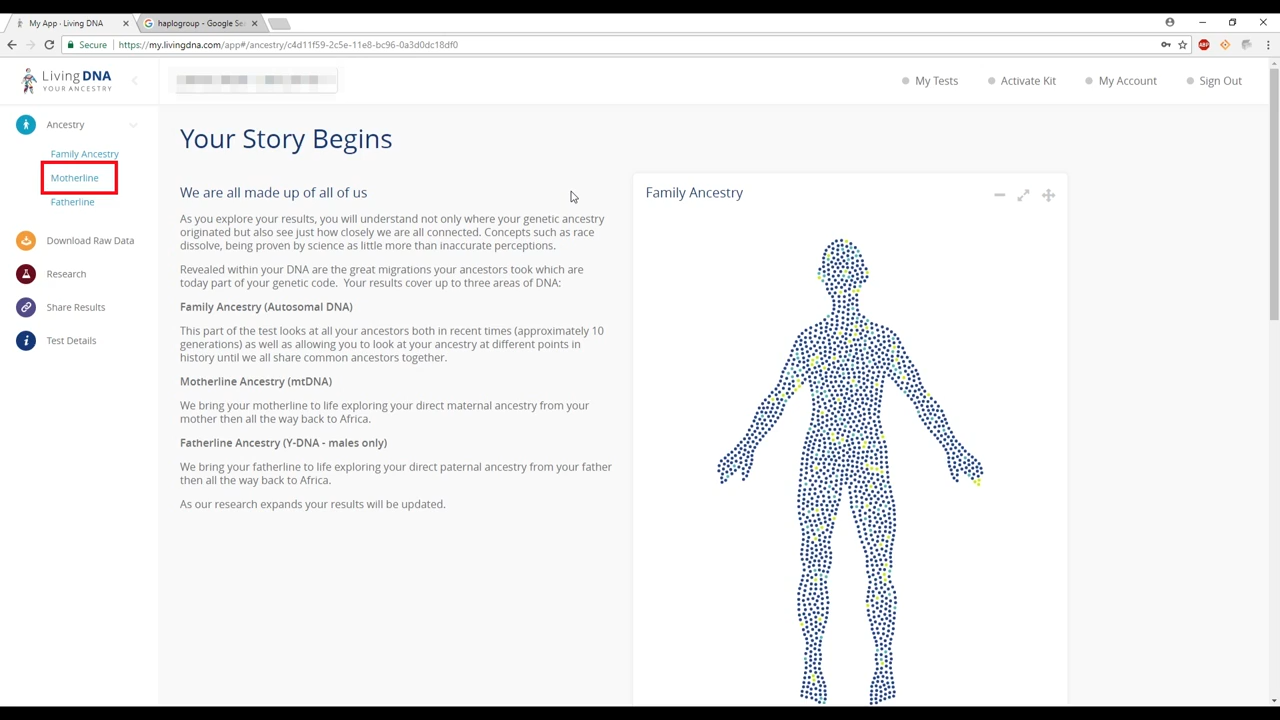 My App › Living DNA
haplogroup - Google Se
Secure
https://my.livingdna.com/app#/ancestry/c4d11f59-2c5e-11e8-bc96-0a3d0dc18df0
ABP
Living DNA
YOUR ANCESTRY
My Tests
Activate Kit
My Account
Sign Out
Ancestry
Family Ancestry
Motherline
Fatherline
Download Raw Data
Research
Share Results
Test Details
Your Story Begins
We are all made up of all of us
As you explore your results, you will understand not only where your genetic ancestry
originated but also see just how closely we are all connected. Concepts such as race
dissolve, being proven by science as little more than inaccurate perceptions.
Revealed within your DNA are the great migrations your ancestors took which are
today part of your genetic code. Your results cover up to three areas of DNA:
Family Ancestry (Autosomal DNA)
This part of the test looks at all your ancestors both in recent times (approximately 10
generations) as well as allowing you to look at your ancestry at different points in
history until we all share common ancestors together.
Motherline Ancestry (mtDNA)
We bring your motherline to life exploring your direct maternal ancestry from your
mother then all the way back to Africa.
Fatherline Ancestry (Y-DNA - males only)
We bring your fatherline to life exploring your direct paternal ancestry from your father
then all the way back to Africa.
As our research expands your results will be updated.
Family Ancestry